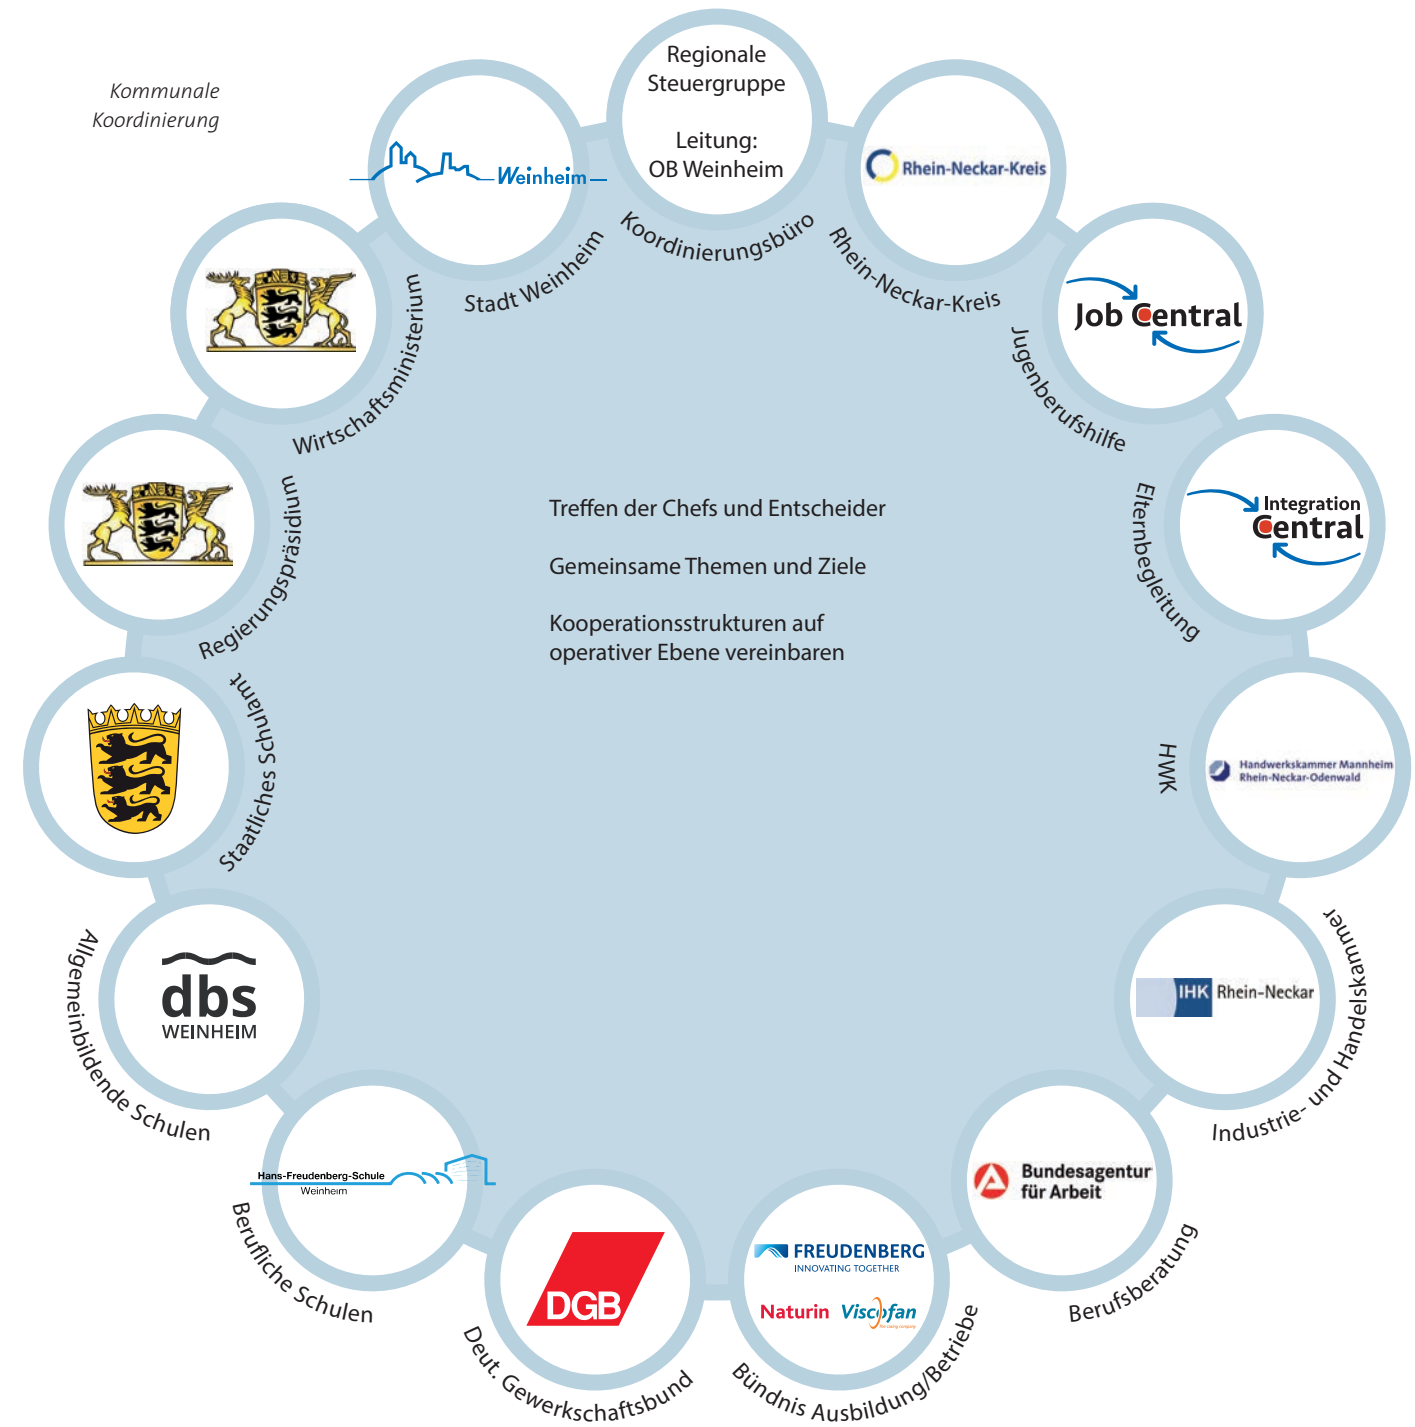 Kommunale
Koordinierung
Regionale
Steuergruppe
Leitung:
OB Weinheim
Koordinierungsbüro
Rhein-Neckar-Kreis
Rhein-Neckar-Kreis
Job Central
Jugenberufshilfe
Integration
Central
Elternbegleitung
Handwerkskammer Mannheim
Rhein-Neckar-Odenwald
HWK
IHK Rhein-Neckar
Industrie- und Handelskammer
Bundesagentur
für Arbeit
Berufsberatung
FREUDENBERG
INNOVATING TOGETHER
Naturin Viscofan
The casing company
Bündnis Ausbildung/Betriebe
DGB
Deut. Gewerkschaftsbund
Hans-Freudenberg-Schule
Weinheim
Berufliche Schulen
dbs
WEINHEIM
Allgemeinbildende Schulen
Staatliches Schulamt
Regierungspräsidium
Wirtschaftsministerium
Weinheim
Stadt Weinheim
Treffen der Chefs und Entscheider
Gemeinsame Themen und Ziele
Kooperationsstrukturen auf
operativer Ebene vereinbaren